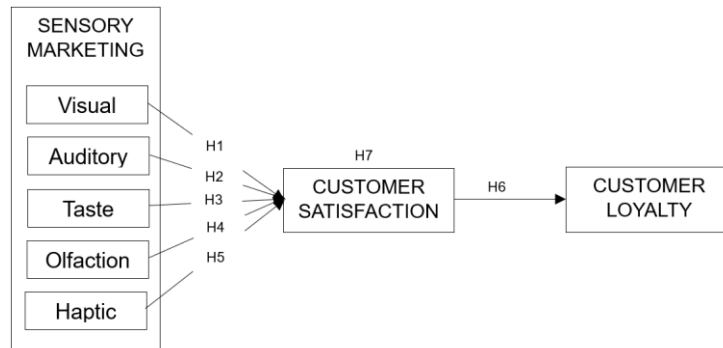 SENSORY
MARKETING
Visual
Auditory
Taste
Olfaction
Haptic
H1
H2
H3
H4
H5
H7
CUSTOMER
SATISFACTION
H6
CUSTOMER
LOYALTY